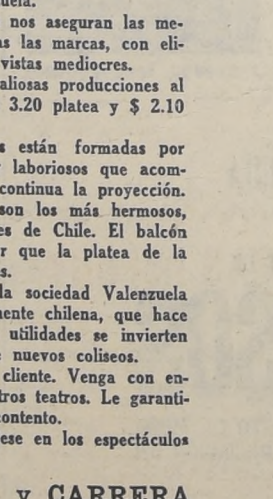 uela.
nos aseguran las me-
as las marcas, con eli-
vistas mediocres.
aliosas producciones al
3.20 platea y $ 2.10
s están formadas por
laboriosos que acom-
continua la proyección.
son los más hermosos,
es de Chile. El balcón
r que la platea de la
s.
la sociedad Valenzuela
mente chilena, que hace
utilidades se invierten
nuevos coliseos.
cliente. Venga con en-
tros teatros. Le garanti-
contento.
ese en los espectáculos
y CARRERA